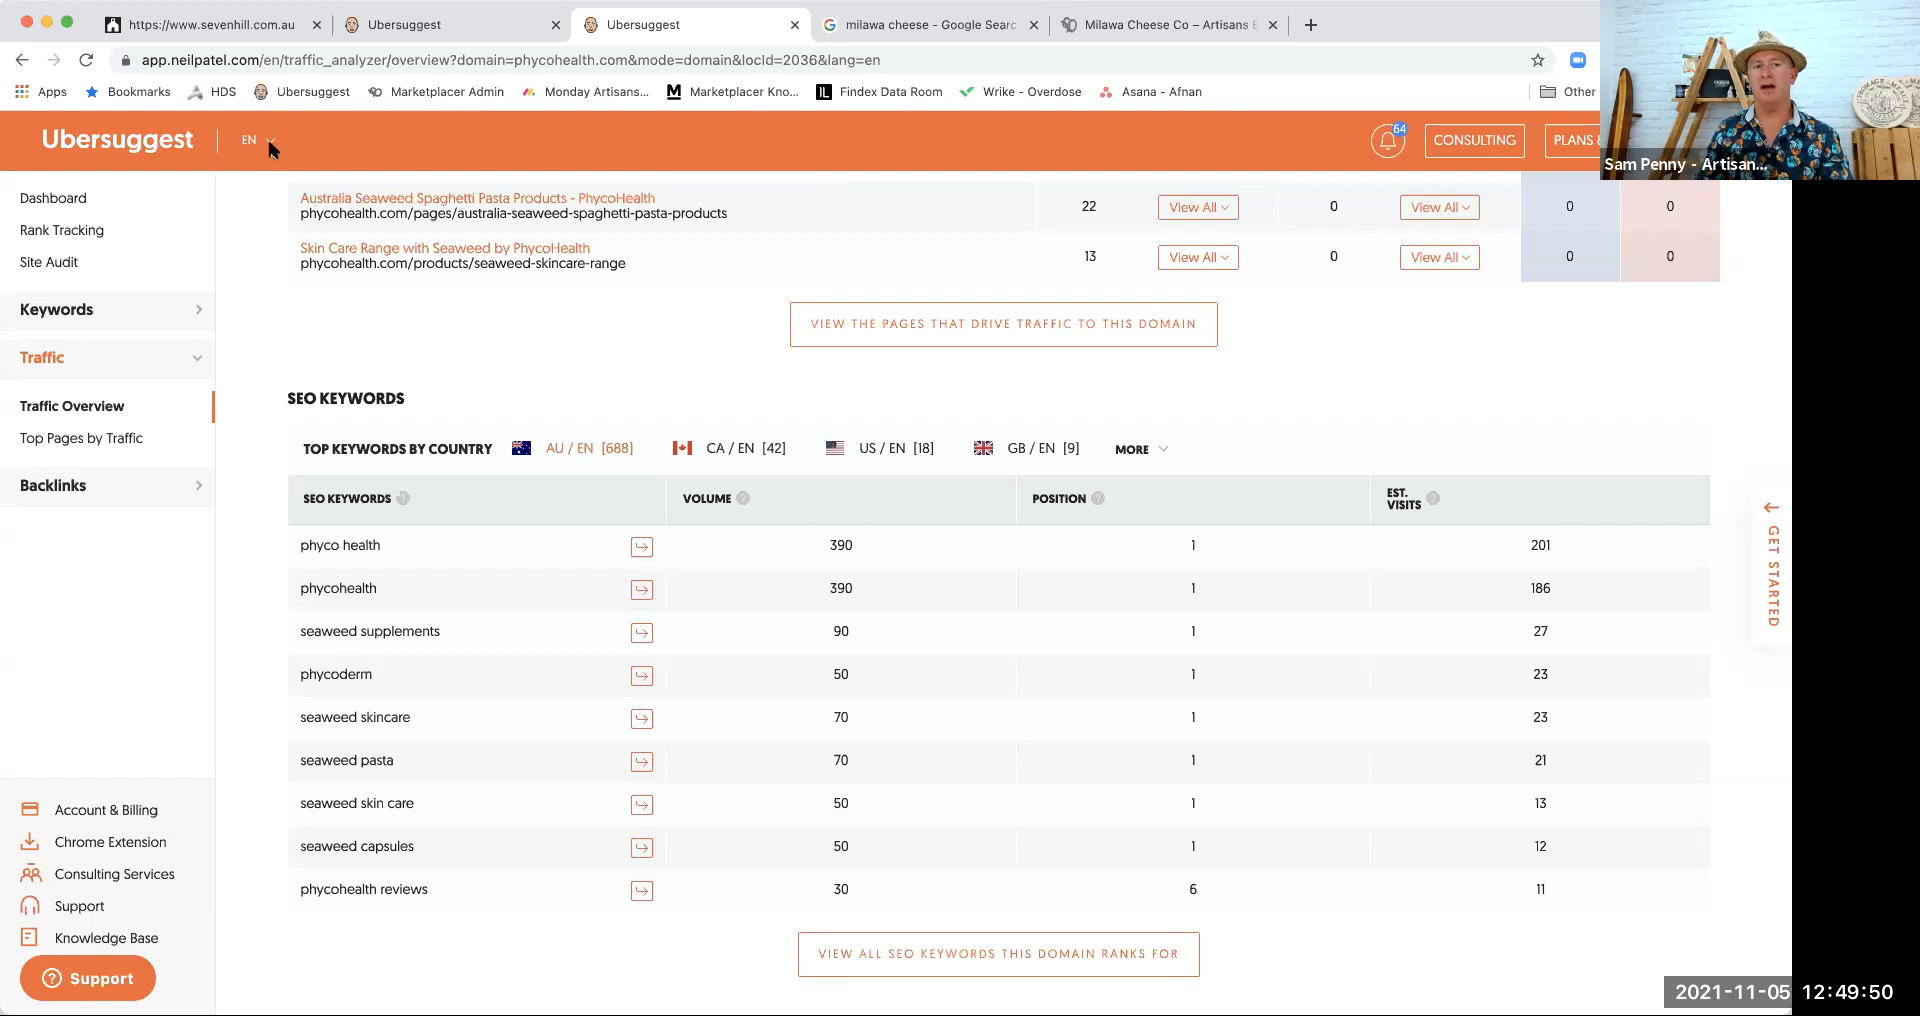 https://www.sevenhill.com.au
Ubersuggest
Ubersuggest
milawa cheese - Google Searc
Milawa Cheese Co – Artisans
app.neilpatel.com/en/traffic_analyzer/overview?domain=phycohealth.com&mode=domain&locId=2036&lang=en
Apps
Bookmarks
HDS
Ubersuggest
Marketplacer Admin
Monday Artisans...
Marketplacer Kno...
Findex Data Room
Wrike - Overdose
Asana - Afnan
Other
Ubersuggest
EN
64
CONSULTING
PLANS &
Sam Penny - Artisan...
Dashboard
Rank Tracking
Site Audit
Keywords
Traffic
Traffic Overview
Top Pages by Traffic
Backlinks
Account & Billing
Chrome Extension
Consulting Services
Support
Knowledge Base
Support
Australia Seaweed Spaghetti Pasta Products - PhycoHealth
phycohealth.com/pages/australia-seaweed-spaghetti-pasta-products
22 View All 0 View All 0 0
Skin Care Range with Seaweed by PhycoHealth
phycohealth.com/products/seaweed-skincare-range
13 View All 0 View All 0 0
VIEW THE PAGES THAT DRIVE TRAFFIC TO THIS DOMAIN
SEO KEYWORDS
TOP KEYWORDS BY COUNTRY AU / EN [688] CA / EN [42] US / EN [18] GB / EN [9] MORE
SEO KEYWORDS VOLUME POSITION EST. VISITS
phyco health 390 1 201
phycohealth 390 1 186
seaweed supplements 90 1 27
phycoderm 50 1 23
seaweed skincare 70 1 23
seaweed pasta 70 1 21
seaweed skin care 50 1 13
seaweed capsules 50 1 12
phycohealth reviews 30 6 11
VIEW ALL SEO KEYWORDS THIS DOMAIN RANKS FOR
GET STARTED
2021-11-05 12:49:50